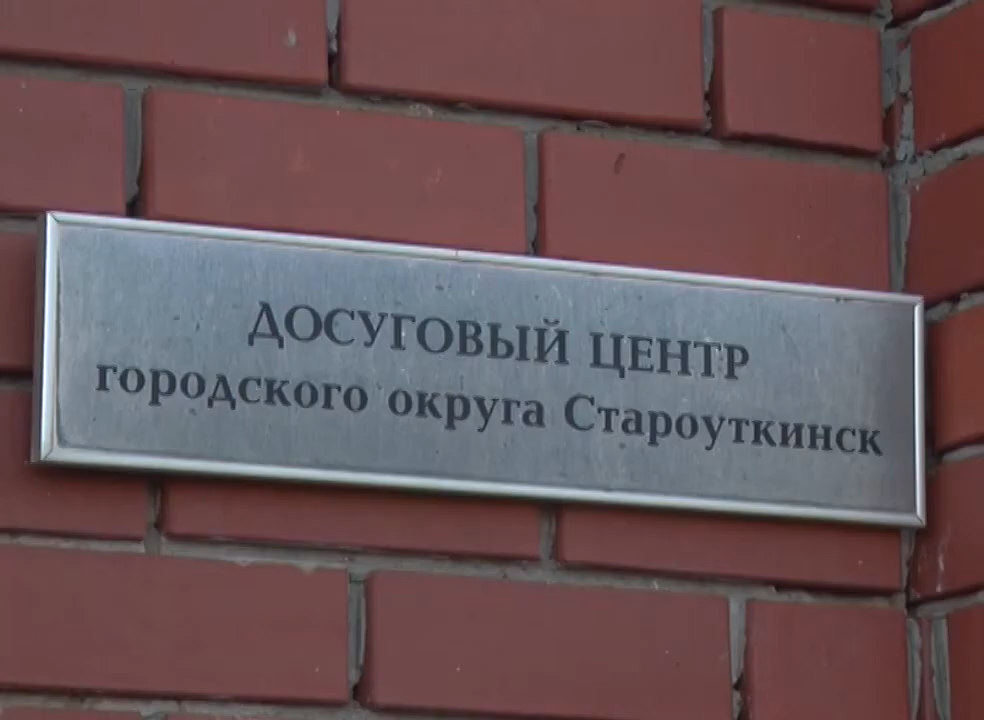 ДОСУГОВЫЙ ЦЕНТР
городского округа Староуткинск